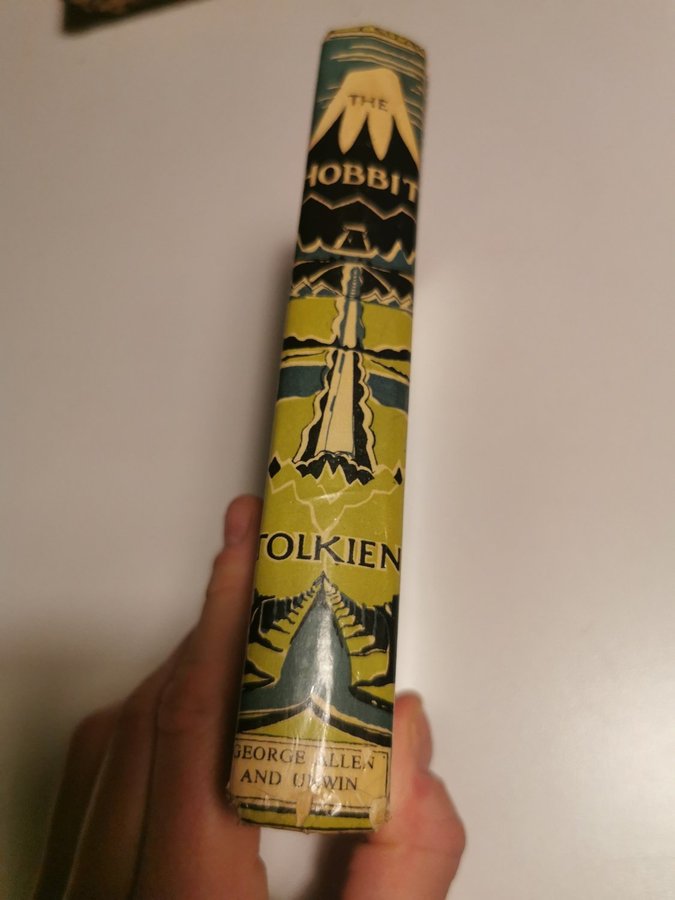 THE
HOBBIT
TOLKIEN
GEORGE ALLEN
AND UNWIN